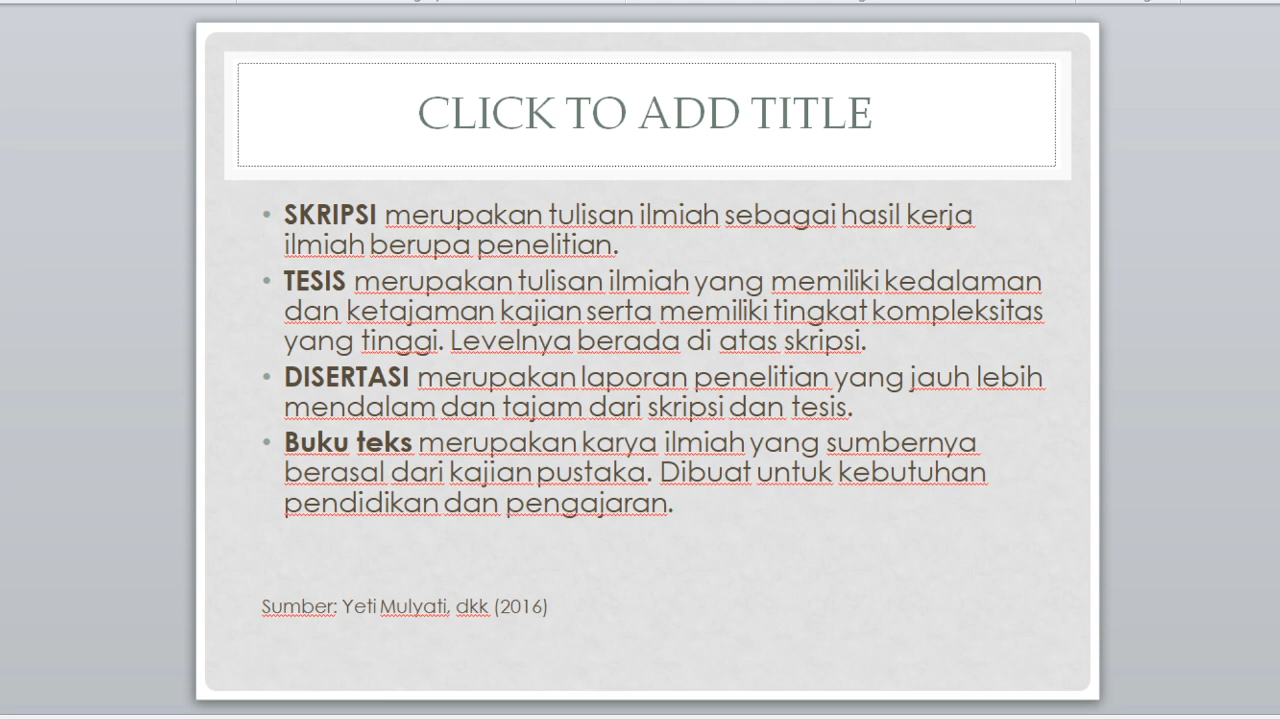 CLICK TO ADD TITLE
• SKRIPSI merupakan tulisan ilmiah sebagai hasil kerja
ilmiah berupa penelitian.
• TESIS merupakan tulisan ilmiah yang memiliki kedalaman
dan ketajaman kajian serta memiliki tingkat kompleksitas
yang tinggi. Levelnya berada di atas skripsi.
• DISERTASI merupakan laporan penelitian yang jauh lebih
mendalam dan tajam dari skripsi dan tesis.
• Buku teks merupakan karya ilmiah yang sumbernya
berasal dari kajian pustaka. Dibuat untuk kebutuhan
pendidikan dan pengajaran.
Sumber: Yeti Mulyati, dkk (2016)